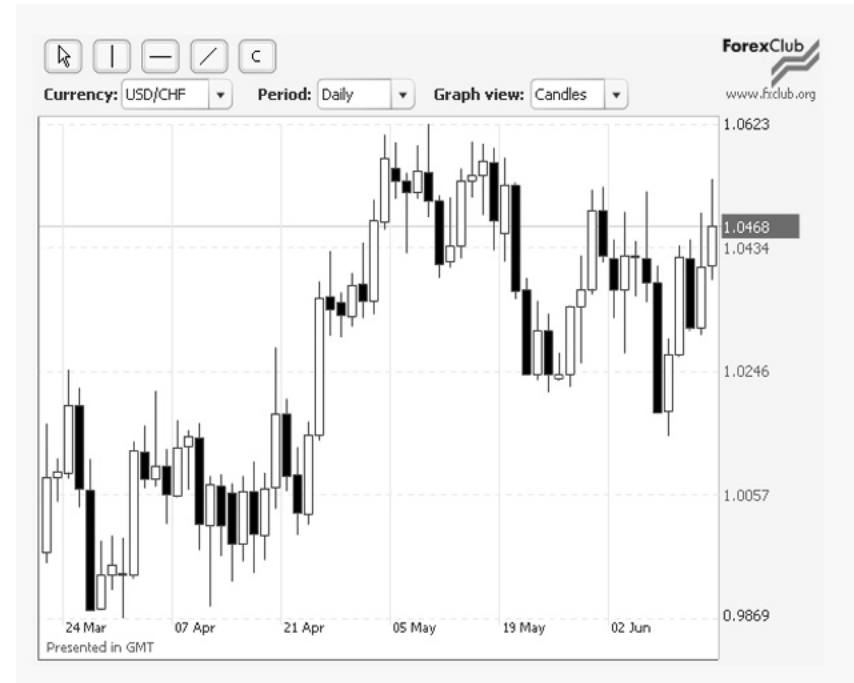 ForexClub
C
Currency: USD/CHF Period: Daily Graph view: Candles
www.fxclub.org
1.0623
1.0468
1.0434
1.0246
1.0057
0.9869
24 Mar 07 Apr 21 Apr 05 May 19 May 02 Jun
Presented in GMT